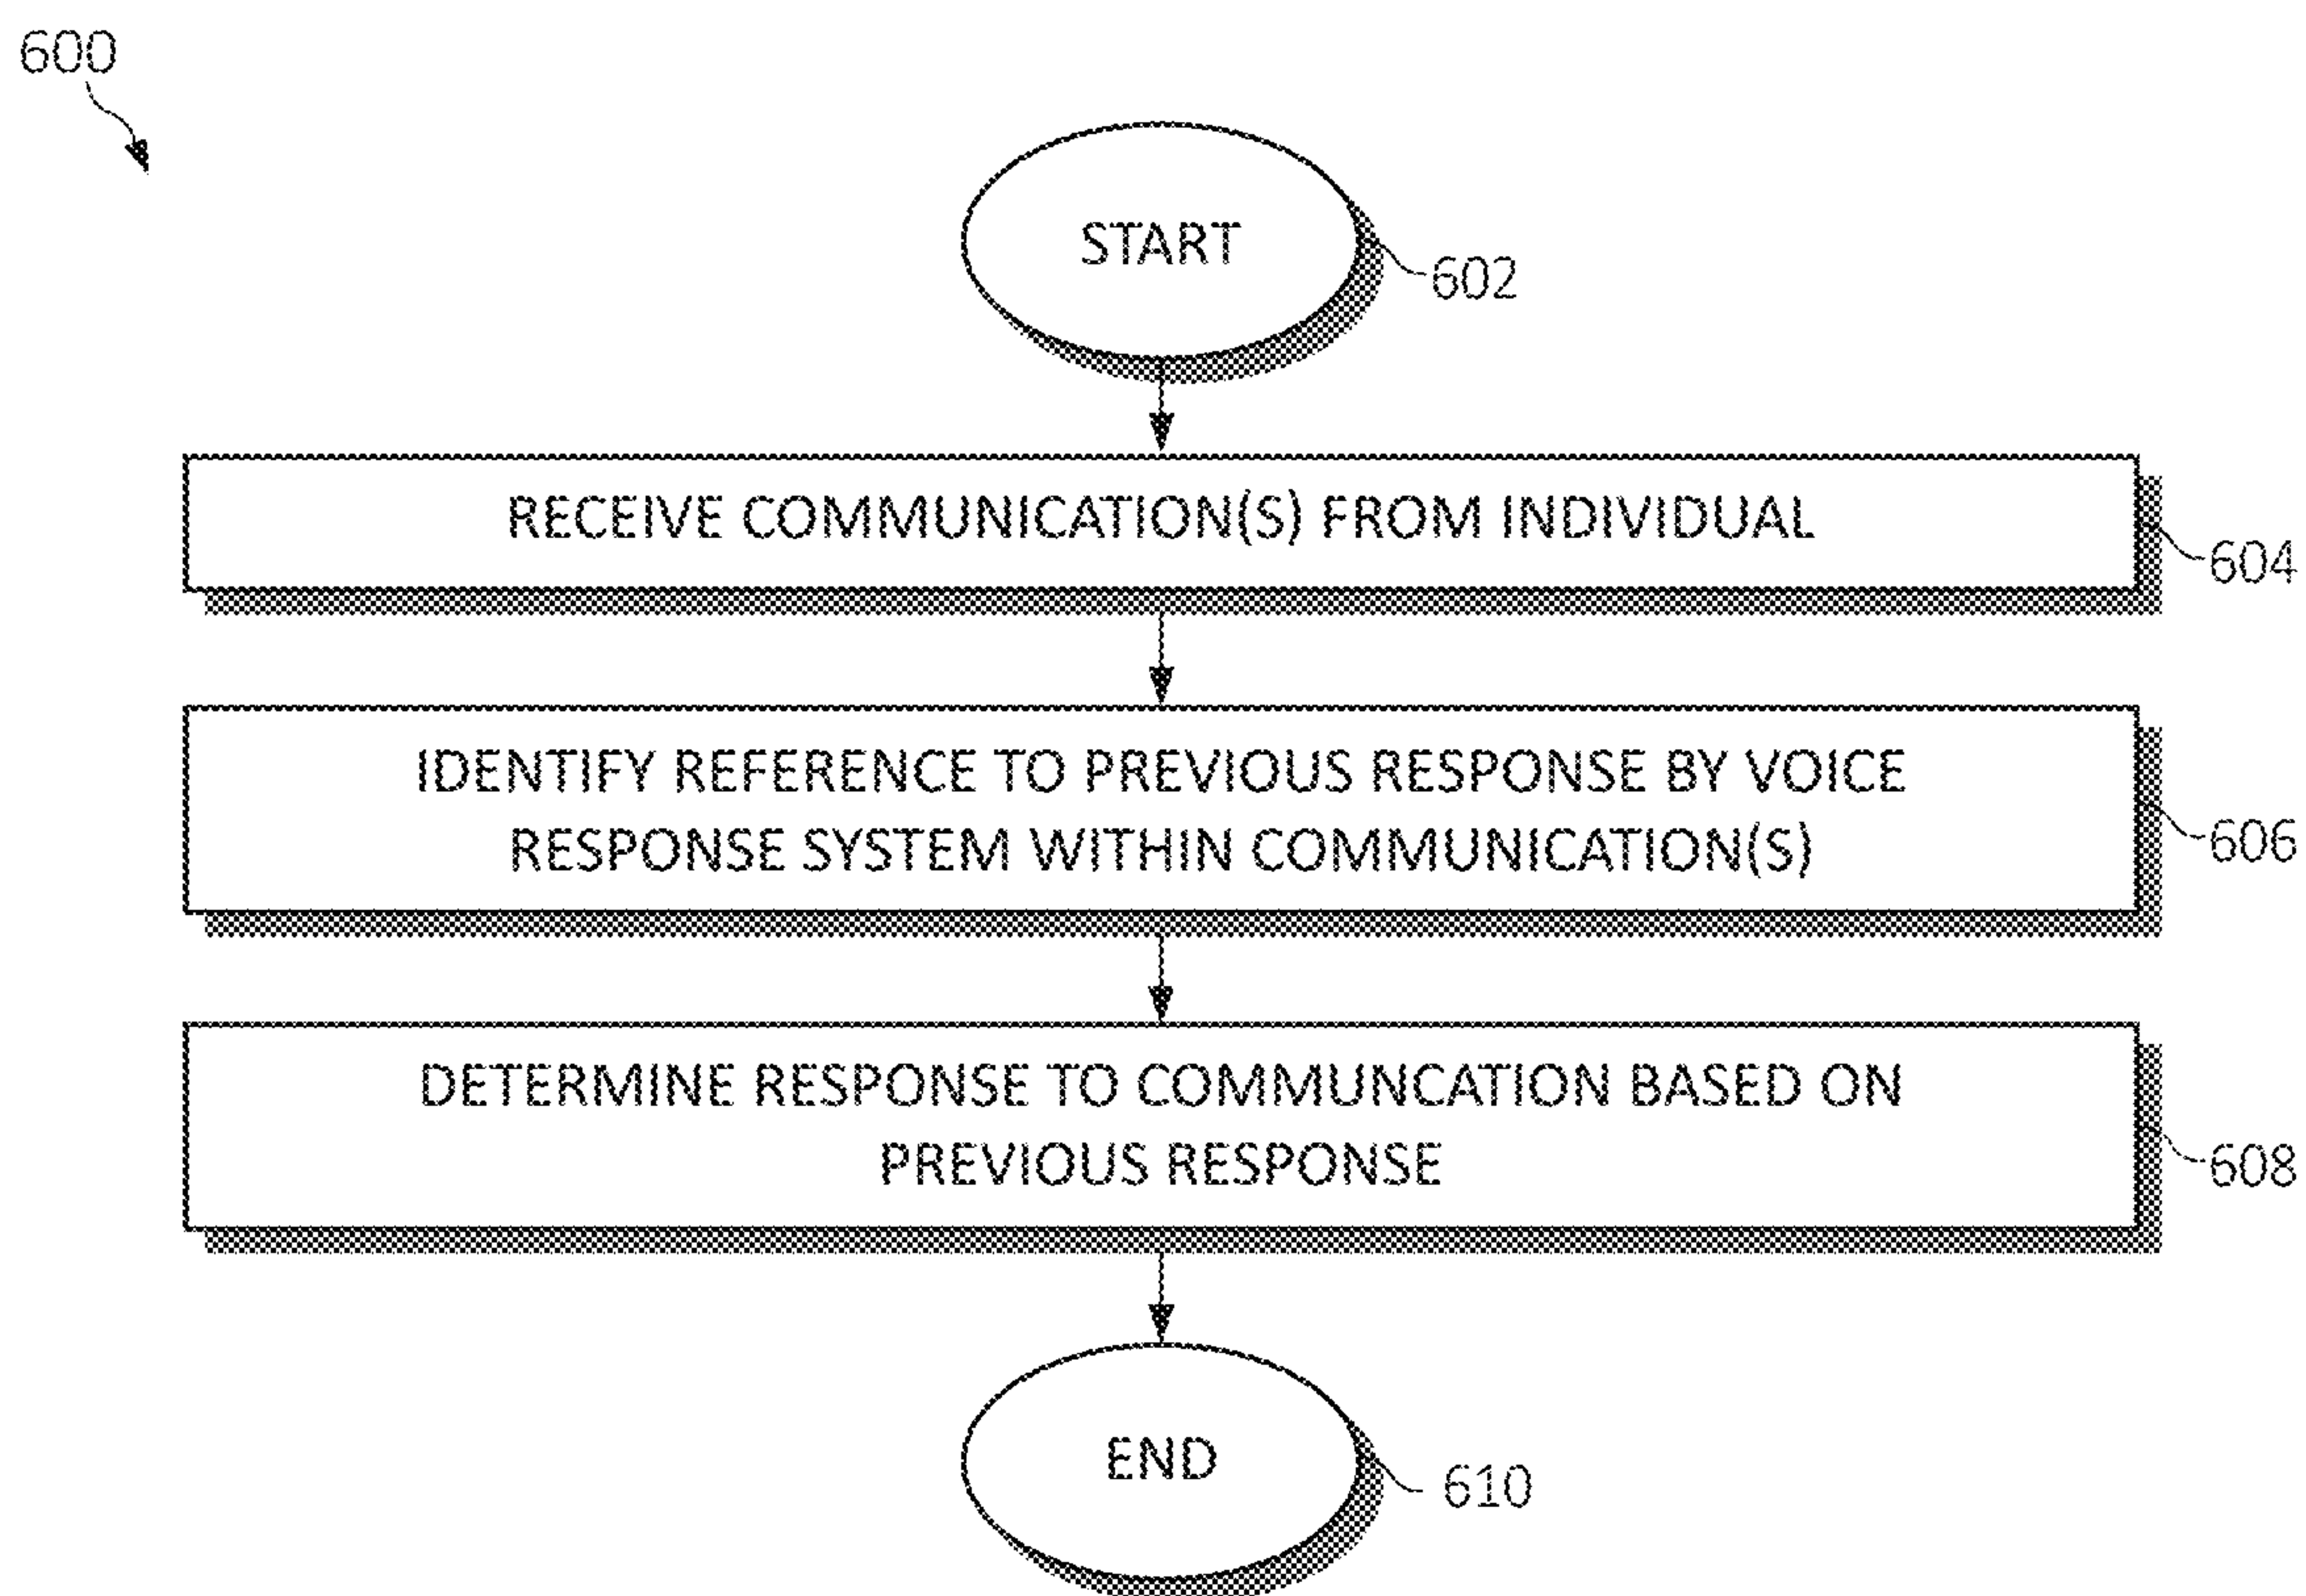 600
START
602
RECEIVE COMMUNICATION(S) FROM INDIVIDUAL
604
IDENTIFY REFERENCE TO PREVIOUS RESPONSE BY VOICE
RESPONSE SYSTEM WITHIN COMMUNICATION(S)
606
DETERMINE RESPONSE TO COMMUNCATION BASED ON
PREVIOUS RESPONSE
608
END
610